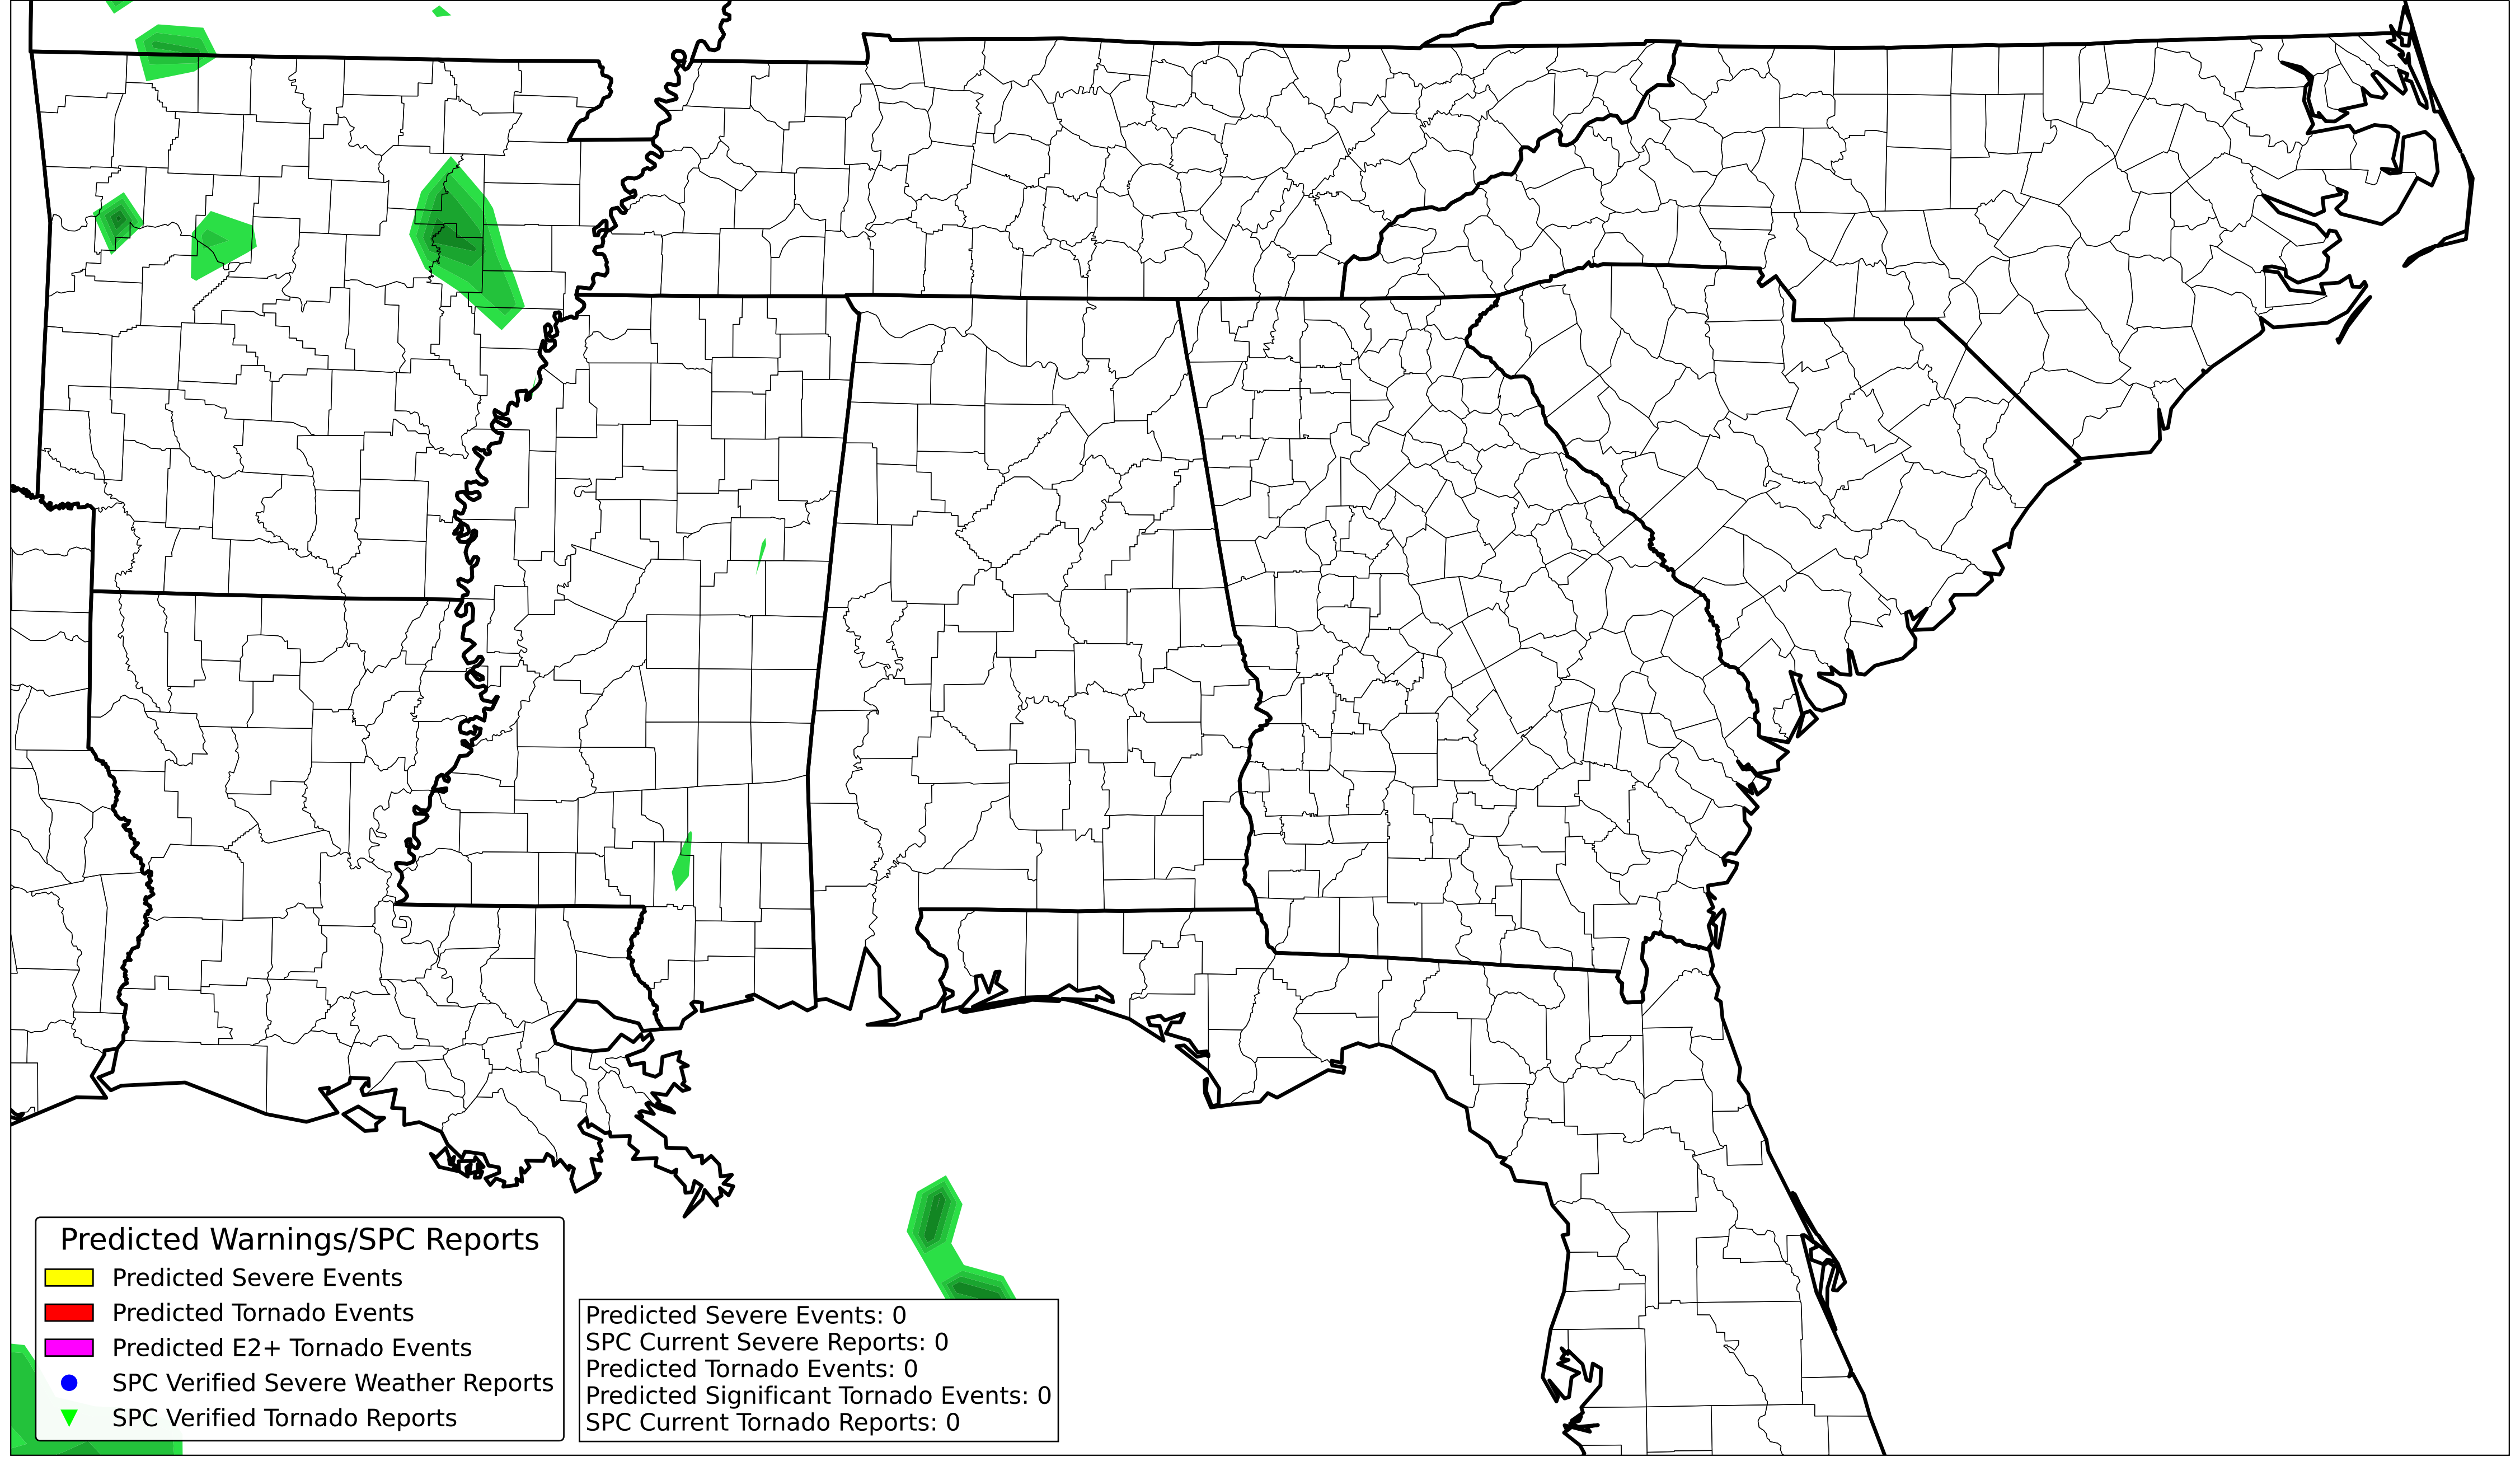 Predicted Warnings/SPC Reports
Predicted Severe Events
Predicted Tornado Events
Predicted E2+ Tornado Events
SPC Verified Severe Weather Reports
SPC Verified Tornado Reports
Predicted Severe Events: 0
SPC Current Severe Reports: 0
Predicted Tornado Events: 0
Predicted Significant Tornado Events: 0
SPC Current Tornado Reports: 0